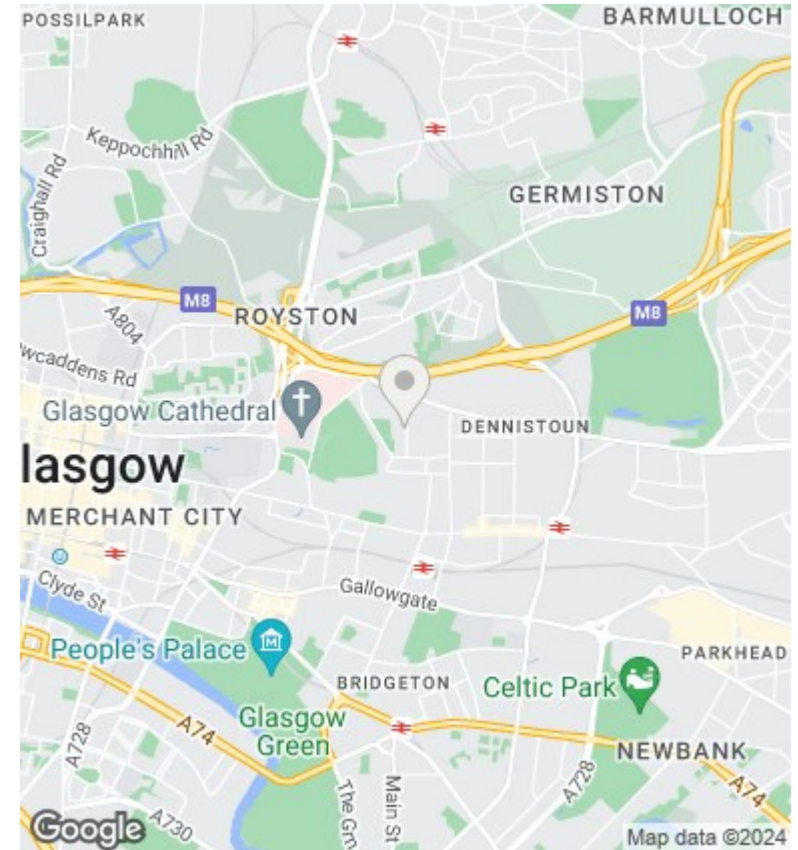 POSSILPARK
BARMULLOCH
Keppochhill Rd
Craighall Rd
GERMISTON
M8
M8
A804
ROYSTON
wcaddens Rd
Glasgow Cathedral
DENNISTOUN
lasgow
MERCHANT CITY
Clyde St
Gallowgate
People's Palace
PARKHEAD
BRIDGETON
Celtic Park
Glasgow
Green
A728
A74
NEWBANK
A728
A74
The Gre
Main St
A730
Google
Map data ©2024